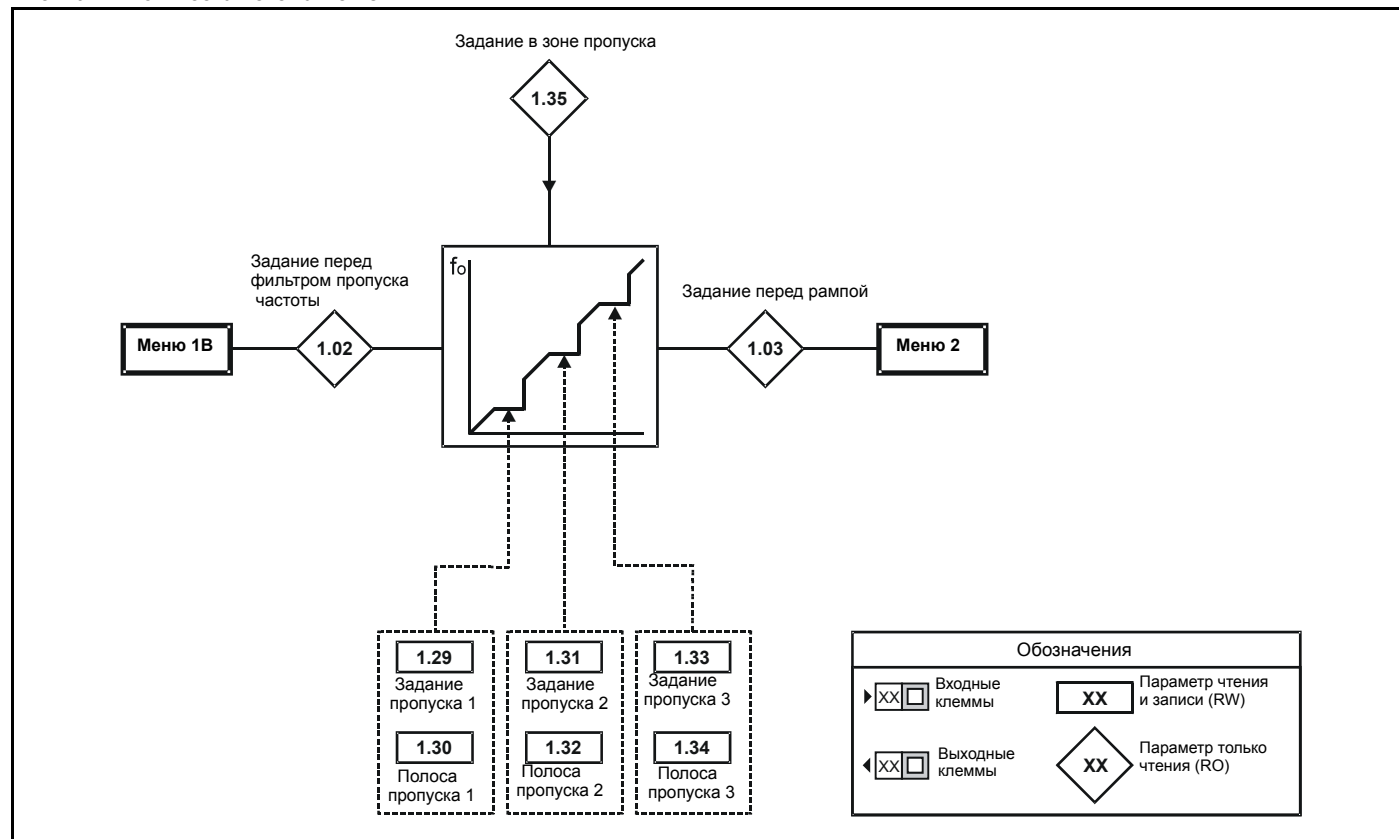 Задание в зоне пропуска
1.35
Задание перед
фильтром пропуска
частоты
fo
Задание перед рампой
Меню 1B
1.02
1.03
Меню 2
1.29
Задание
пропуска 1
1.30
Полоса
пропуска 1
1.31
Задание
пропуска 2
1.32
Полоса
пропуска 2
1.33
Задание
пропуска 3
1.34
Полоса
пропуска 3
Обозначения
XX
Входные
клеммы
XX
Параметр чтения
и записи (RW)
XX
Выходные
клеммы
XX
Параметр только
чтения (RO)